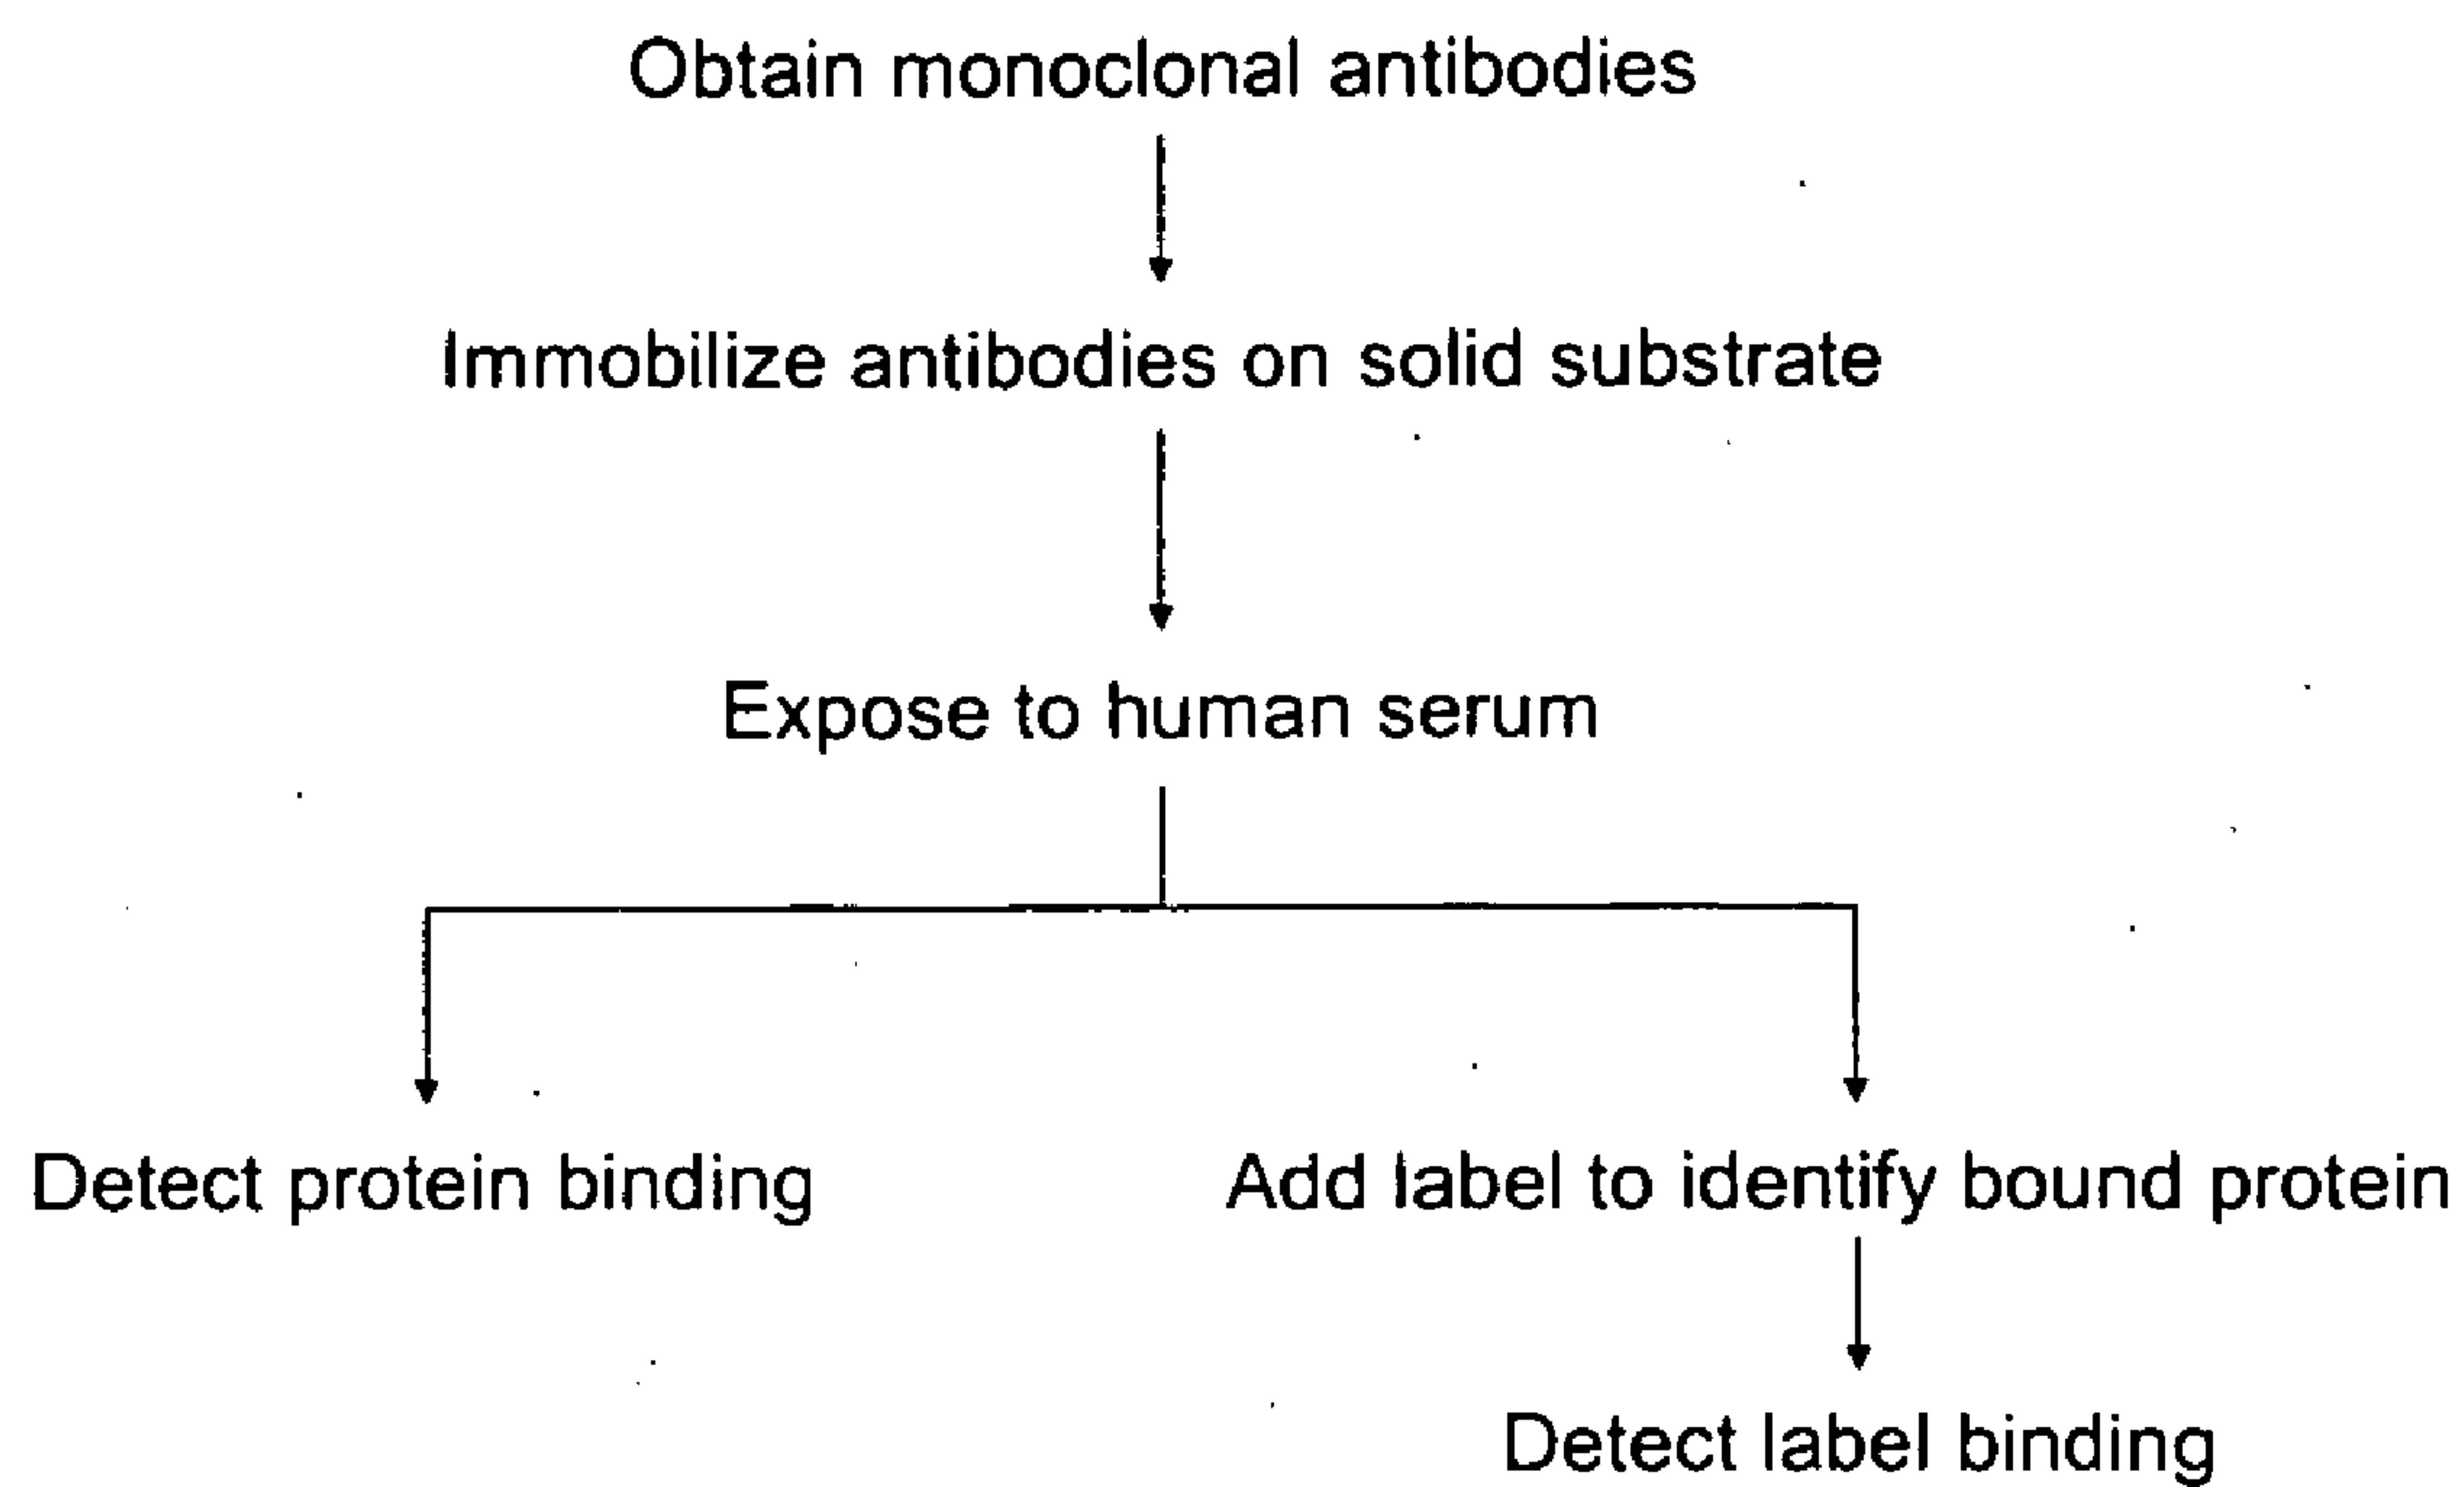 Obtain monoclonal antibodies
Immobilize antibodies on solid substrate
Expose to human serum
Detect protein binding
Add label to identify bound protein
Detect label binding